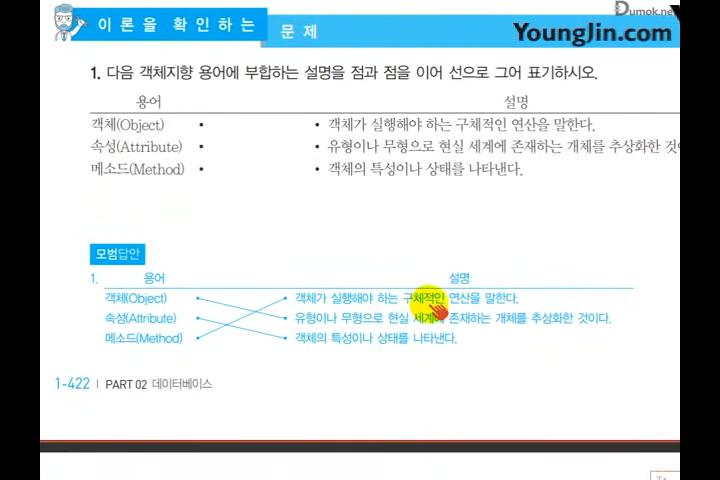 Dumok.ne
YoungJin.com
이론을 확인하는 문제
1. 다음 객체지향 용어에 부합하는 설명을 점과 점을 이어 선으로 그어 표기하시오.
용어 설명
객체(Object) • • 객체가 실행해야 하는 구체적인 연산을 말한다.
속성(Attribute) • • 유형이나 무형으로 현실 세계에 존재하는 개체를 추상화한 것이
메소드(Method) • • 객체의 특성이나 상태를 나타낸다.
모범답안
1. 용어 설명
객체(Object) • • 객체가 실행해야 하는 구체적인 연산을 말한다.
속성(Attribute) • • 유형이나 무형으로 현실 세계에 존재하는 개체를 추상화한 것이다.
메소드(Method) • • 객체의 특성이나 상태를 나타낸다.
1-422 | PART 02 데이터베이스